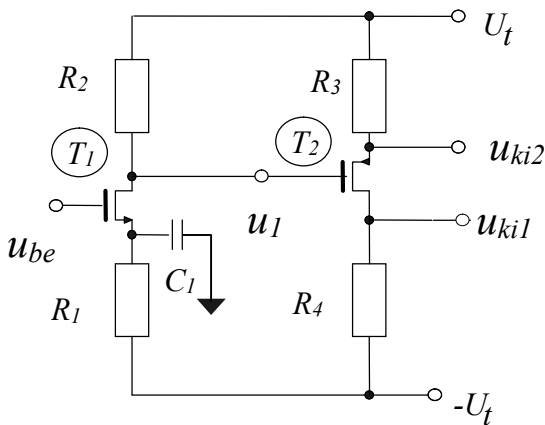 U_t
R_2
R_3
T_1
T_2
u_ki2
u_1
u_ki1
u_be
C_1
R_1
R_4
-U_t